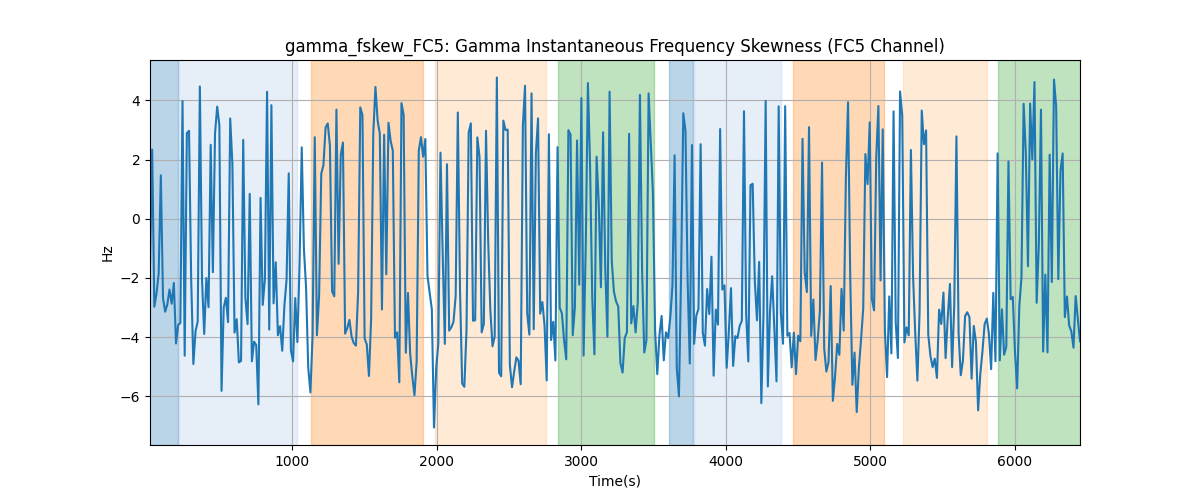 gamma_fskew_FC5: Gamma Instantaneous Frequency Skewness (FC5 Channel)
4
2
0
−2
−4
−6
Hz
1000 2000 3000 4000 5000 6000
Time(s)